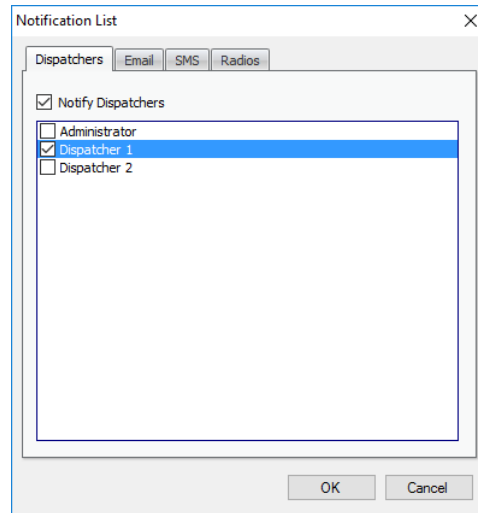 Notification List
Dispatchers Email SMS Radios
Notify Dispatchers
Administrator
Dispatcher 1
Dispatcher 2
OK Cancel